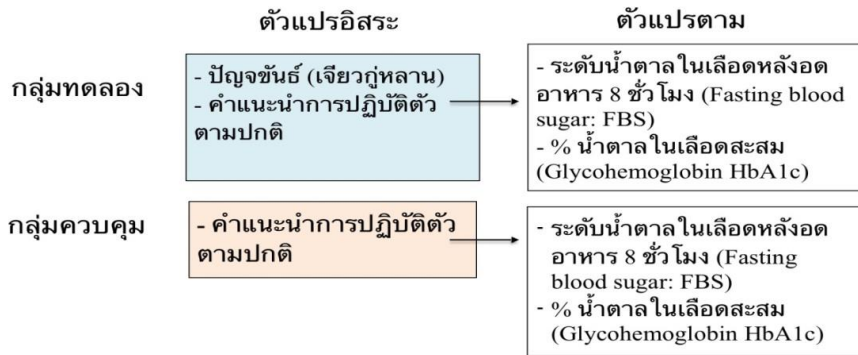 ตัวแปรอิสระ
ตัวแปรตาม
กลุ่มทดลอง
- ปัญจขันธ์ (เจียวกู่หลาน)
- คำแนะนำการปฏิบัติตัว
ตามปกติ
- ระดับน้ำตาลในเลือดหลังอด
อาหาร 8 ชั่วโมง (Fasting blood
sugar: FBS)
- % น้ำตาลในเลือดสะสม
(Glycohemoglobin HbA1c)
กลุ่มควบคุม
- คำแนะนำการปฏิบัติตัว
ตามปกติ
- ระดับน้ำตาลในเลือดหลังอด
อาหาร 8 ชั่วโมง (Fasting
blood sugar: FBS)
- % น้ำตาลในเลือดสะสม
(Glycohemoglobin HbA1c)